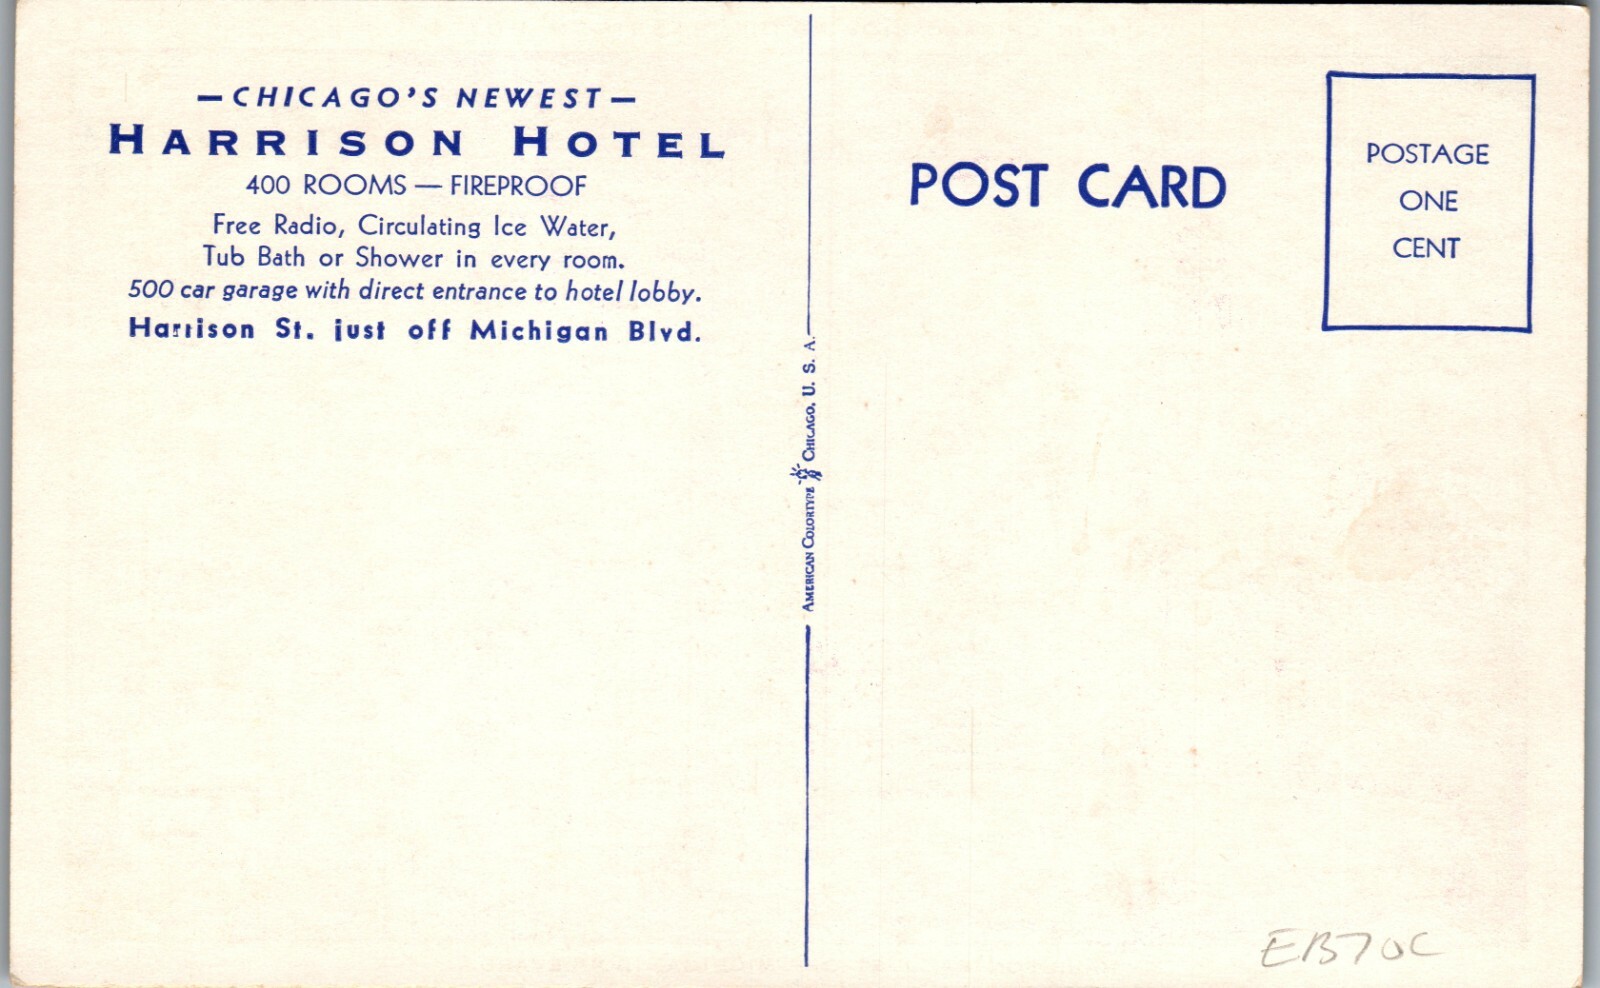 —CHICAGO'S NEWEST—
HARRISON HOTEL
400 ROOMS — FIREPROOF
Free Radio, Circulating Ice Water,
Tub Bath or Shower in every room.
500 car garage with direct entrance to hotel lobby.
Harrison St. just off Michigan Blvd.
AMERICAN COLORTYPE CHICAGO, U. S. A.
POST CARD
POSTAGE
ONE
CENT
EB70C